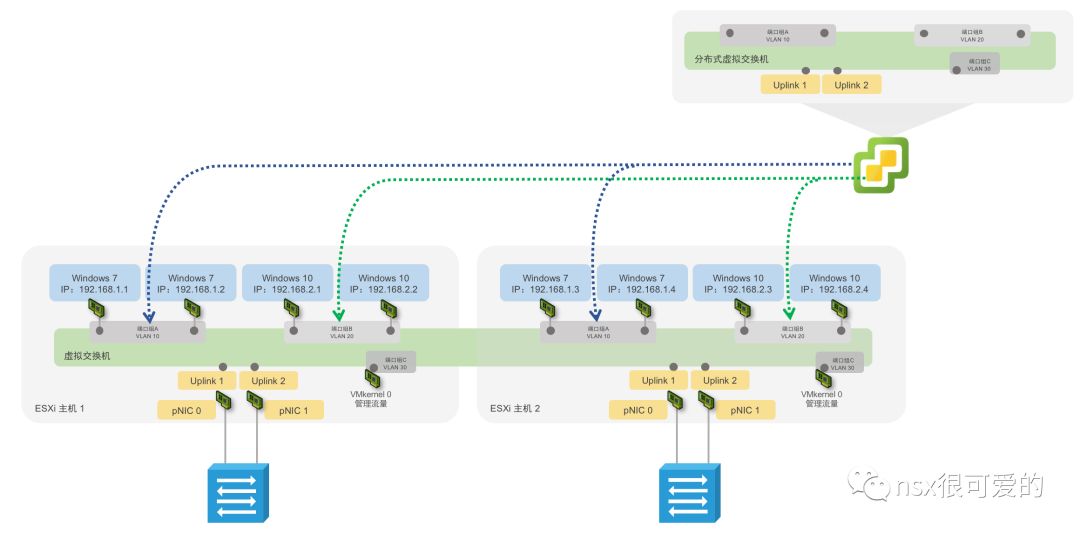 端口组A
VLAN 10
端口组B
VLAN 20
分布式虚拟交换机
端口组C
VLAN 30
Uplink 1
Uplink 2
Windows 7
IP：192.168.1.1
Windows 7
IP：192.168.1.2
Windows 10
IP：192.168.2.1
Windows 10
IP：192.168.2.2
Windows 7
IP：192.168.1.3
Windows 7
IP：192.168.1.4
Windows 10
IP：192.168.2.3
Windows 10
IP：192.168.2.4
端口组A
VLAN 10
端口组B
VLAN 20
端口组A
VLAN 10
端口组B
VLAN 20
虚拟交换机
端口组C
VLAN 30
端口组C
VLAN 30
Uplink 1
Uplink 2
VMkernel 0
管理流量
Uplink 1
Uplink 2
VMkernel 0
管理流量
ESXi 主机 1
pNIC 0
pNIC 1
ESXi 主机 2
pNIC 0
pNIC 1
nsx很可爱的